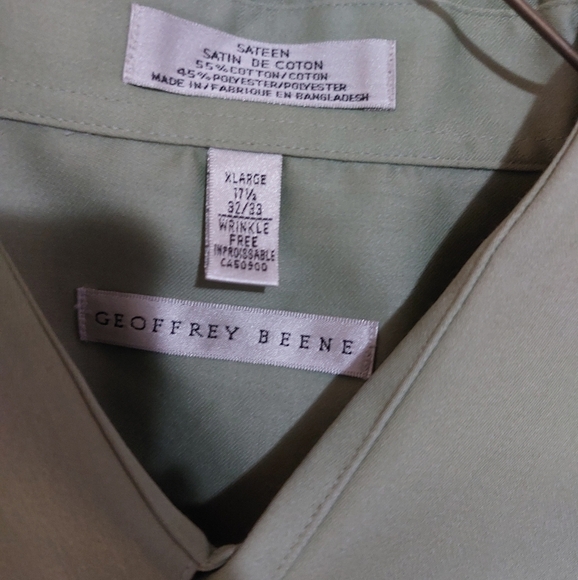 SATEEN
SATIN DE COTON
55% COTTON/COTON
45% POLYESTER/POLYESTER
MADE IN/FABRIQUE EN BANGLADESH
XLARGE
17½
32/33
WRINKLE
FREE
INFROISSABLE
CA50900
GEOFFREY BEENE